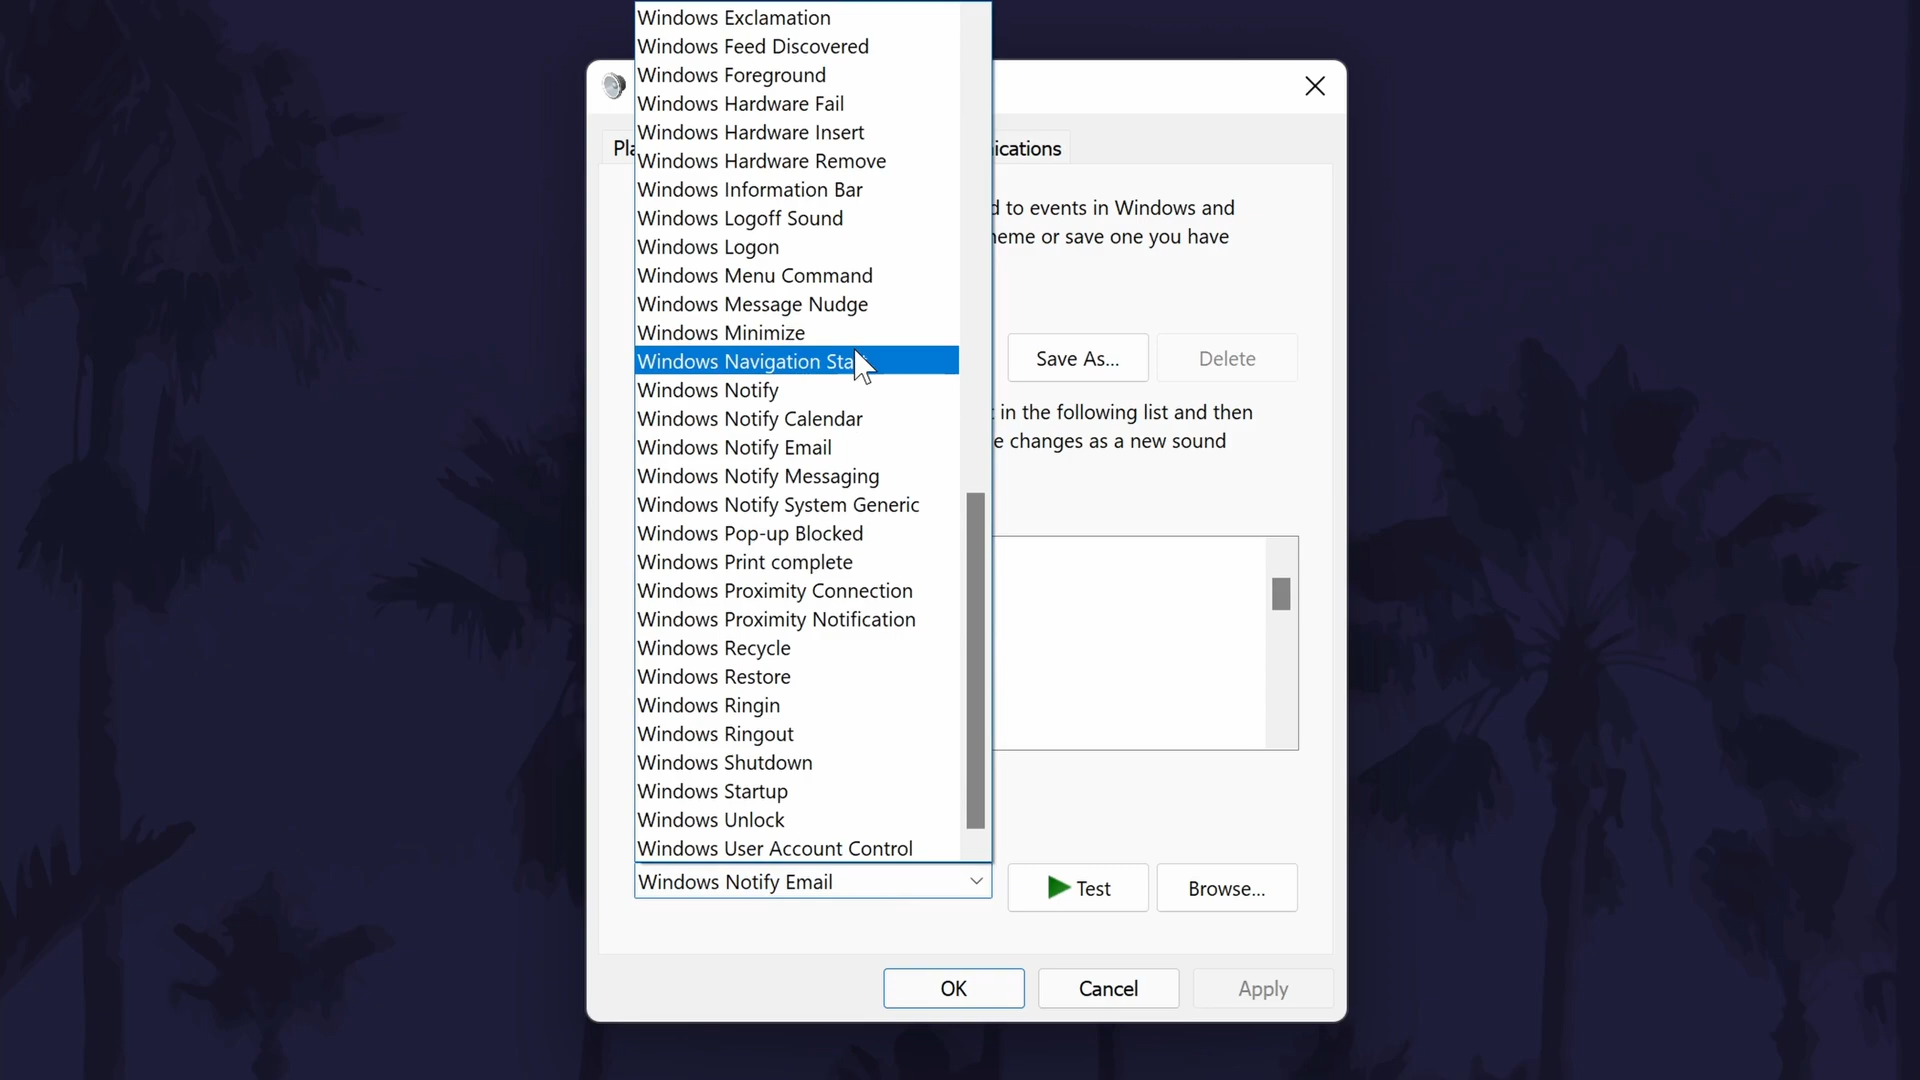 Windows Exclamation
Windows Feed Discovered
Windows Foreground
Windows Hardware Fail
Windows Hardware Insert
Windows Hardware Remove
Windows Information Bar
Windows Logoff Sound
Windows Logon
Windows Menu Command
Windows Message Nudge
Windows Minimize
Windows Navigation
Windows Notify
Windows Notify Calendar
Windows Notify Email
Windows Notify Messaging
Windows Notify System Generic
Windows Pop-up Blocked
Windows Print complete
Windows Proximity Connection
Windows Proximity Notification
Windows Recycle
Windows Restore
Windows Ringin
Windows Ringout
Windows Shutdown
Windows Startup
Windows Unlock
Windows User Account Control
Windows Notify Email
to events in Windows and
or save one you have
Save As...
Delete
in the following list and then
changes as a new sound
Test
Browse...
OK
Cancel
Apply